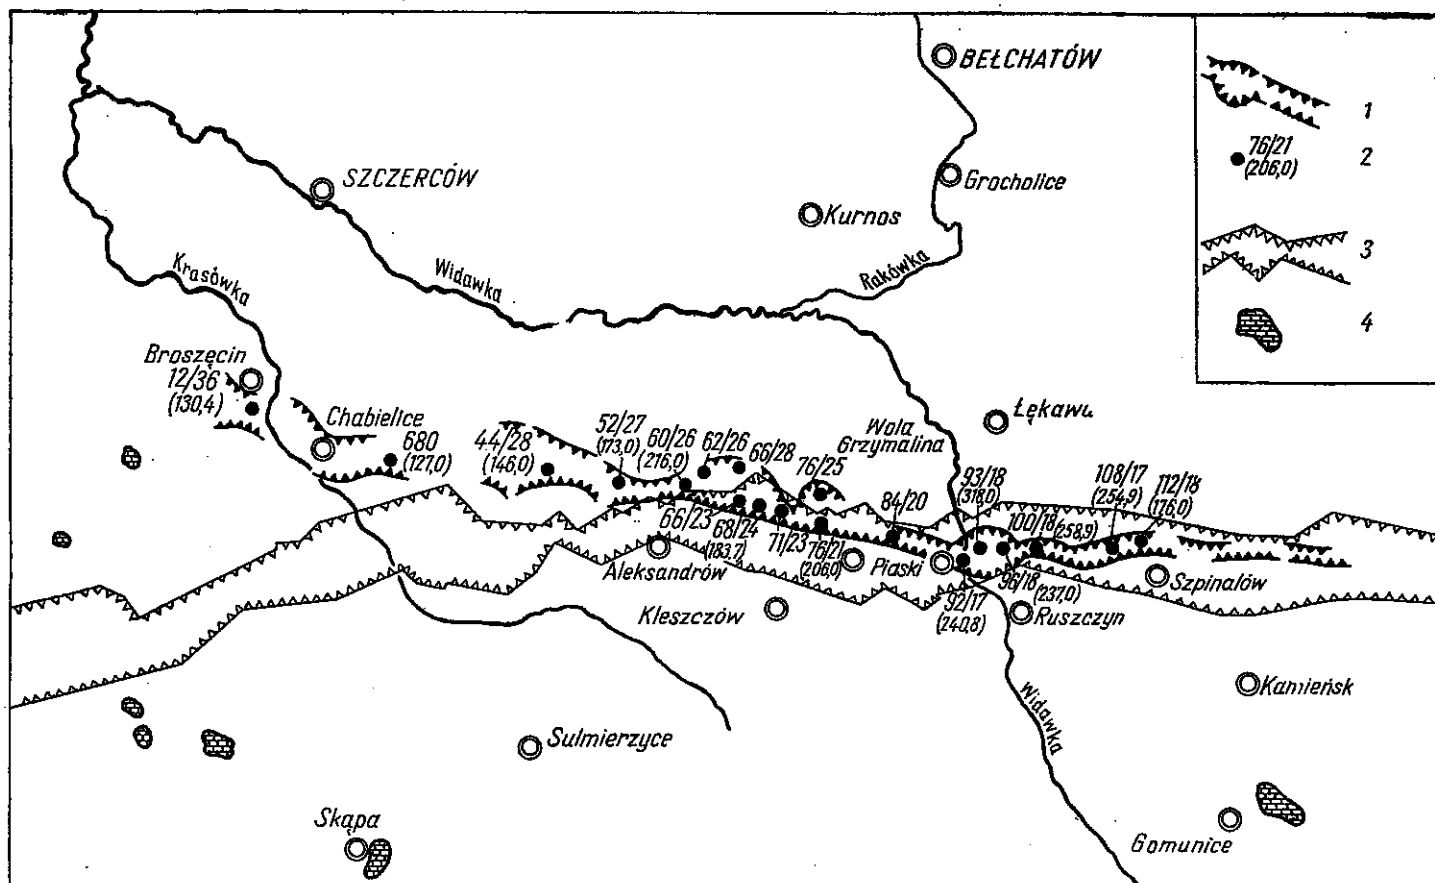 BEŁCHATÓW
1
76/21
2
(206,0)
SZCZERCÓW
Grocholice
Kurnos
3
Krasówka
Widawka
Rakówka
4
Broszęcin
12/36
(130,4)
Chabielice
Łękawa
680
(127,0)
44/28
(146,0)
52/27
(173,0)
60/26
(216,0)
62/26
66/28
76/25
Wola
Grzymalina
84/20
93/18
(318,0)
100/18
(258,9)
108/17
(254,9)
112/18
(176,0)
66/23
68/24
(183,7)
71/23
76/21
(206,0)
Aleksandrów
Piaski
Szpinalów
92/17
(240,8)
96/18
(237,0)
Kleszczów
Ruszczyn
Kamieńsk
Widawka
Sulmierzyce
Skąpa
Gomunice